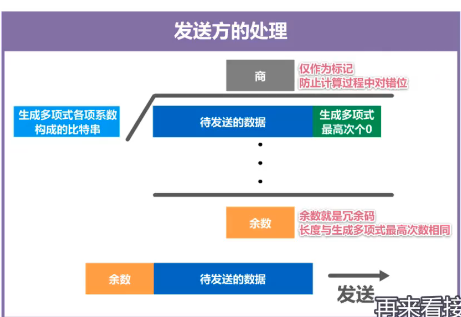 发送方的处理
商
仅作为标记
防止计算过程中对错位
生成多项式各项系数
构成的比特串
待发送的数据
生成多项式
最高次个0
余数
余数就是冗余码
长度与生成多项式最高次数相同
余数
待发送的数据
发送
再来看接